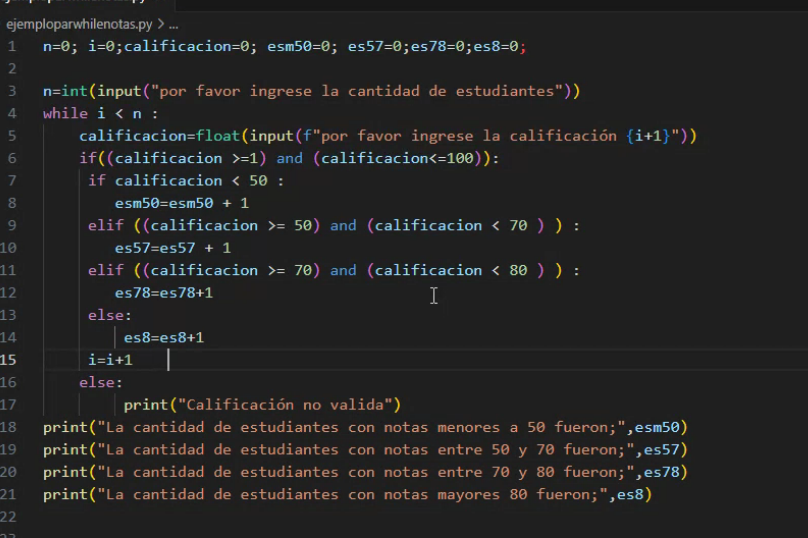 ejemploparwhilenotas.py > ...
1 n=0; i=0;calificacion=0; esm50=0; es57=0;es78=0;es8=0;
2
3 n=int(input("por favor ingrese la cantidad de estudiantes"))
4 while i < n :
5 calificacion=float(input(f"por favor ingrese la calificación {i+1}"))
6 if((calificacion >=1) and (calificacion<=100)):
7 if calificacion < 50 :
8 esm50=esm50 + 1
9 elif ((calificacion >= 50) and (calificacion < 70 ) ) :
10 es57=es57 + 1
11 elif ((calificacion >= 70) and (calificacion < 80 ) ) :
12 es78=es78+1
13 else:
14 es8=es8+1
15 i=i+1
16 else:
17 print("Calificación no valida")
18 print("La cantidad de estudiantes con notas menores a 50 fueron;",esm50)
19 print("La cantidad de estudiantes con notas entre 50 y 70 fueron;",es57)
20 print("La cantidad de estudiantes con notas entre 70 y 80 fueron;",es78)
21 print("La cantidad de estudiantes con notas mayores 80 fueron;",es8)
22